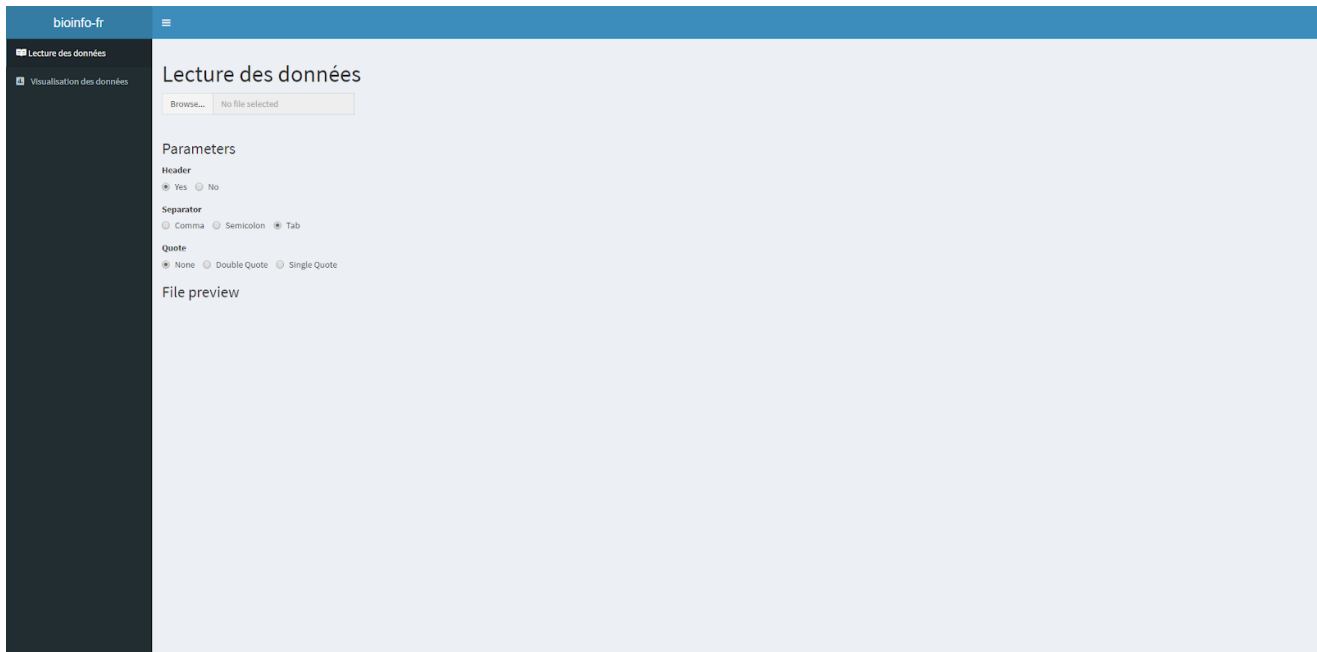 bioinfo-fr
Lecture des données
Visualisation des données
Lecture des données
Browse... No file selected
Parameters
Header
Yes No
Separator
Comma Semicolon Tab
Quote
None Double Quote Single Quote
File preview